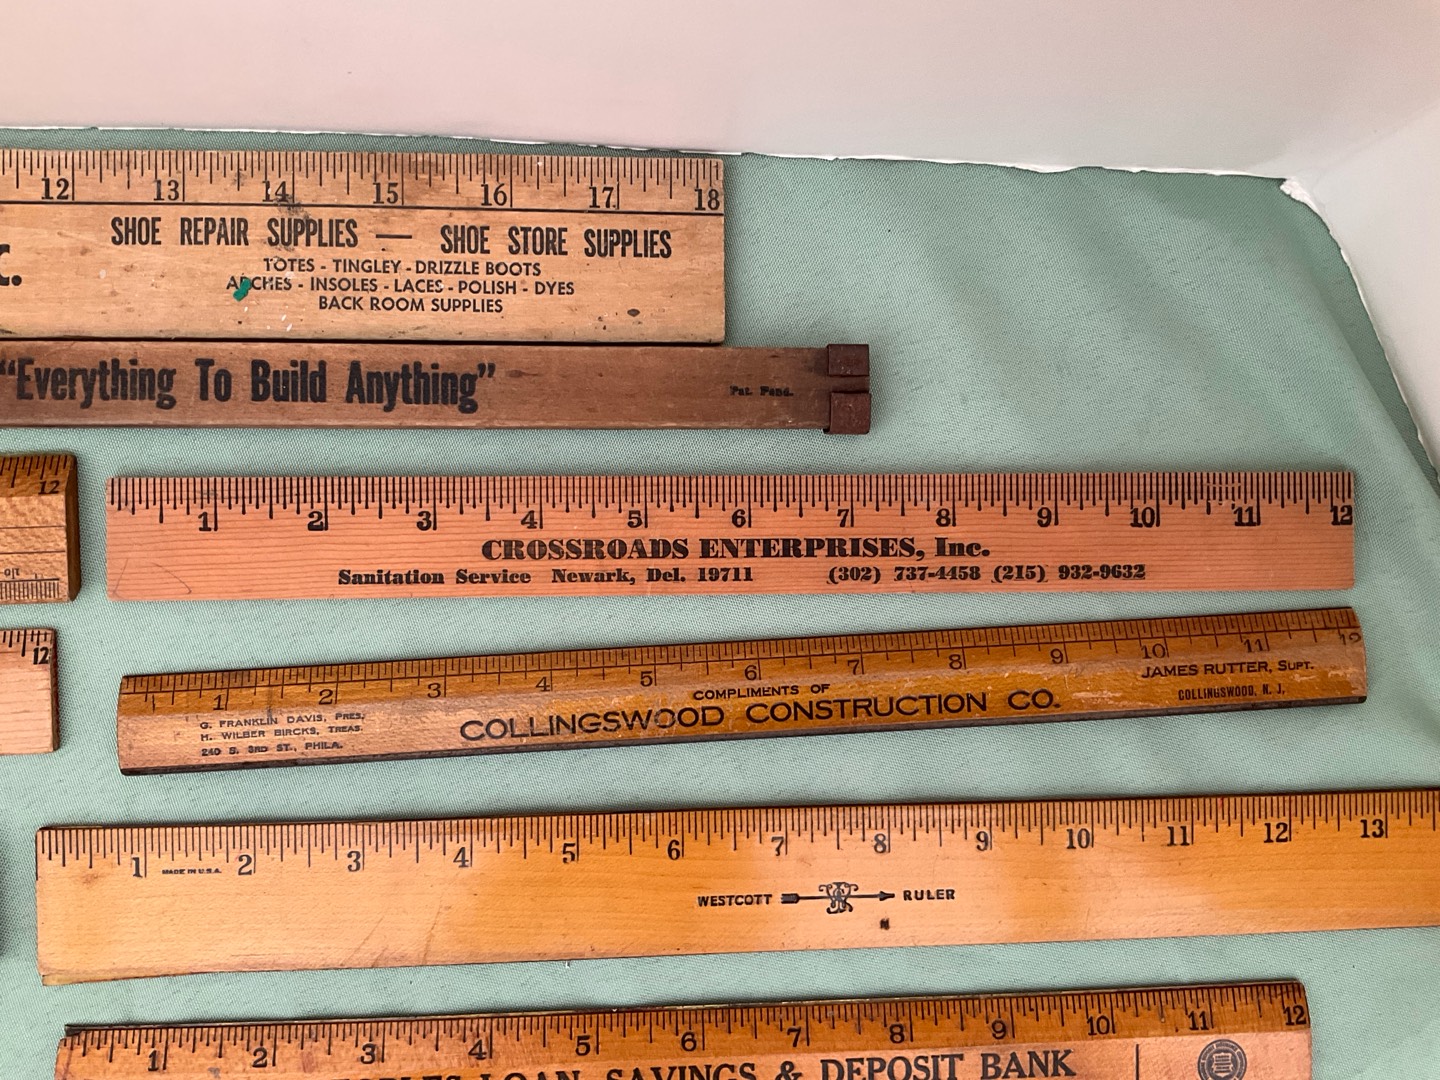 12 13 14 15 16 17 18
SHOE REPAIR SUPPLIES — SHOE STORE SUPPLIES
TOTES - TINGLEY - DRIZZLE BOOTS
C.
ARCHES - INSOLES - LACES - POLISH - DYES
BACK ROOM SUPPLIES
"Everything To Build Anything"
Pat. Pend.
12
1 2 3 4 5 6 7 8 9 10 11 12
CROSSROADS ENTERPRISES, Inc.
Sanitation Service Newark, Del. 19711 (302) 737-4458 (215) 932-9632
12
1 2 3 4 5 6 7 8 9 10 11 12
G. FRANKLIN DAVIS, PRES.
H. WILBER BIRCKS, TREAS.
240 S. 3RD ST., PHILA.
COMPLIMENTS OF
COLLINGSWOOD CONSTRUCTION CO.
JAMES RUTTER, SUPT.
COLLINGSWOOD, N. J.
1 2 3 4 5 6 7 8 9 10 11 12 13
MADE IN U.S.A.
WESTCOTT RULER
N
1 2 3 4 5 6 7 8 9 10 11 12
LOAN SAVINGS & DEPOSIT BANK